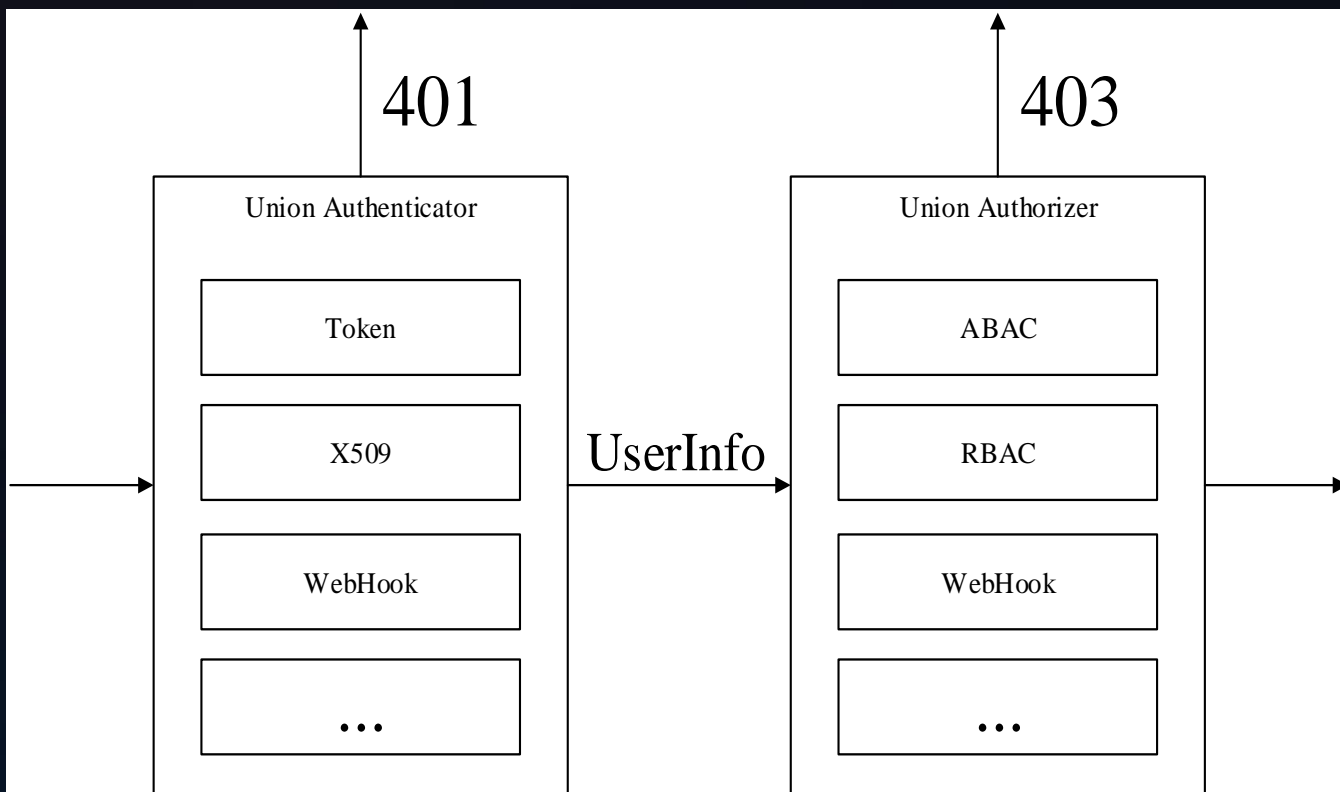 401
403
Union Authenticator
Union Authorizer
Token
ABAC
X509
UserInfo
RBAC
WebHook
WebHook
...
...